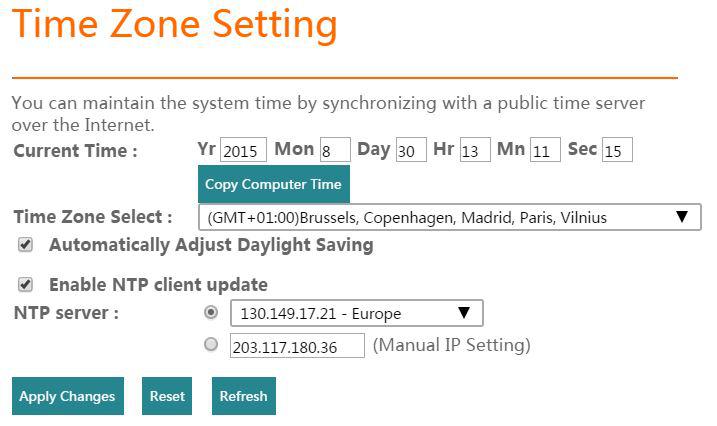 Time Zone Setting
You can maintain the system time by synchronizing with a public time server
over the Internet.
Current Time : Yr 2015 Mon 8 Day 30 Hr 13 Mn 11 Sec 15
Copy Computer Time
Time Zone Select : (GMT+01:00)Brussels, Copenhagen, Madrid, Paris, Vilnius
Automatically Adjust Daylight Saving
Enable NTP client update
NTP server : 130.149.17.21 - Europe
203.117.180.36 (Manual IP Setting)
Apply Changes Reset Refresh